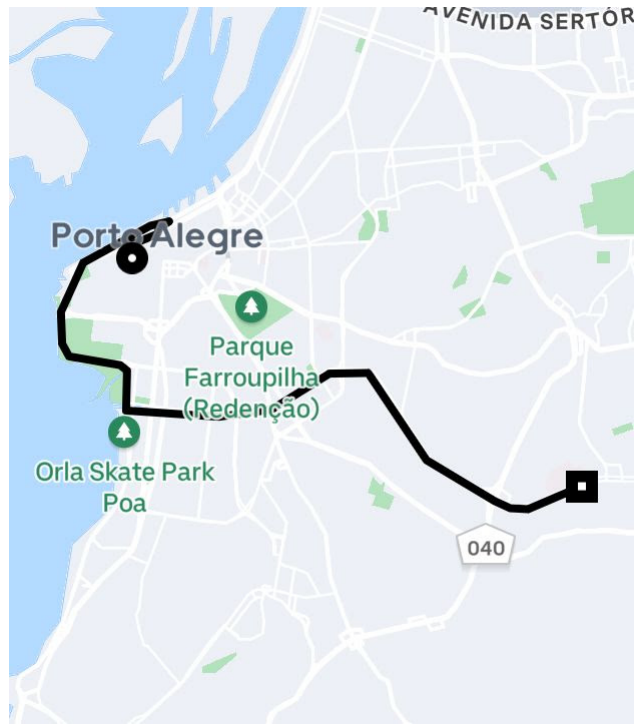 AVENIDA SERTÓR
Porto Alegre
Parque
Farroupilha
(Redenção)
Orla Skate Park
Poa
040